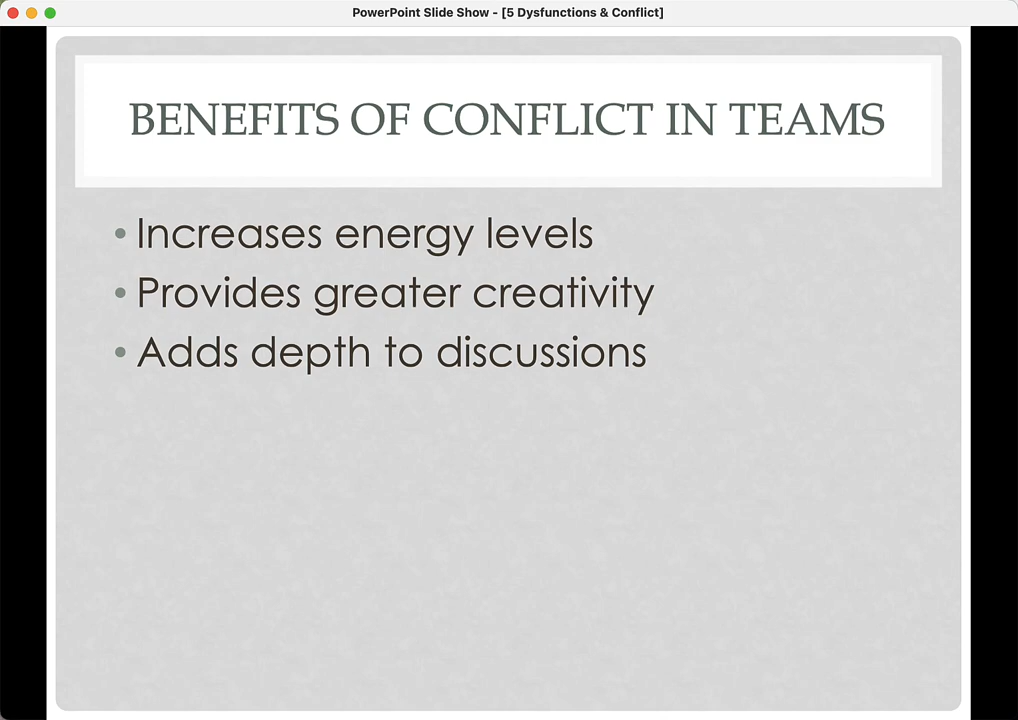 PowerPoint Slide Show - [5 Dysfunctions & Conflict]
BENEFITS OF CONFLICT IN TEAMS
• Increases energy levels
• Provides greater creativity
• Adds depth to discussions